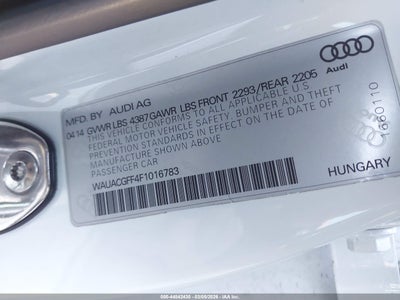 Audi
MFD. BY AUDI AG
04 14 GVWR LBS 4387 GAWR LBS FRONT 2293/REAR 2205
THIS VEHICLE CONFORMS TO ALL APPLICABLE U.S.
FEDERAL MOTOR VEHICLE SAFETY, BUMPER AND THEFT
PREVENTION STANDARDS IN EFFECT ON THE DATE OF
MANUFACTURE SHOWN ABOVE
PASSENGER CAR
WAUACGFF4F1016783
HUNGARY